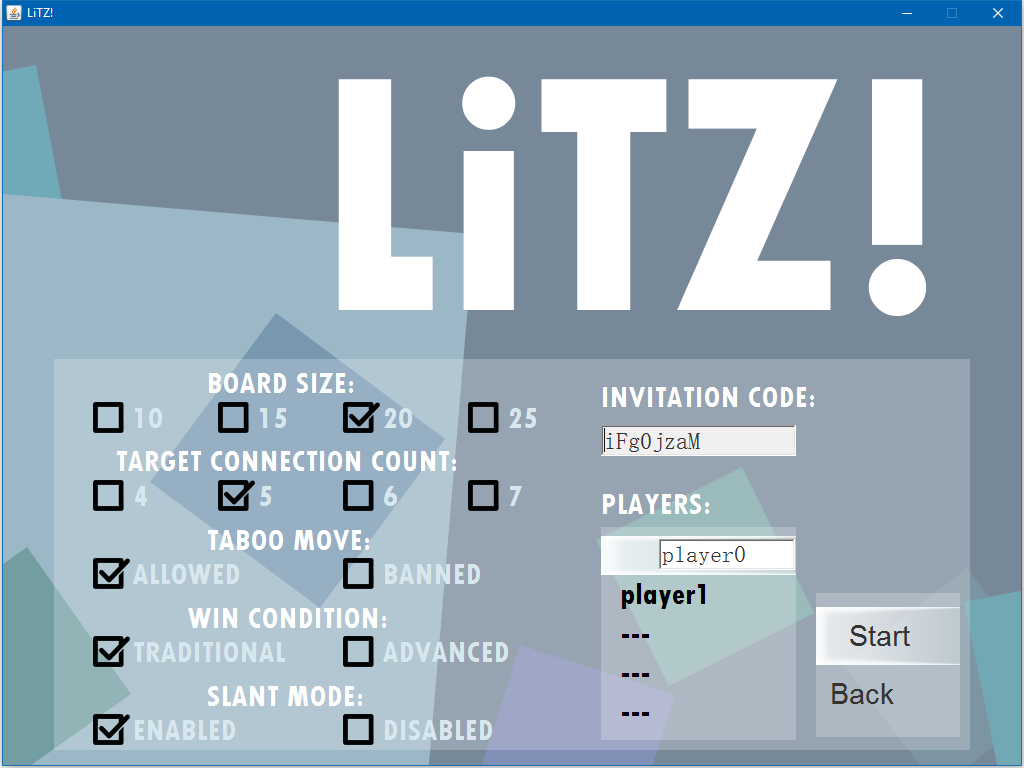 LiTZ!
LiTZ!
BOARD SIZE:
10 15 20 25
TARGET CONNECTION COUNT:
4 5 6 7
TABOO MOVE:
ALLOWED BANNED
WIN CONDITION:
TRADITIONAL ADVANCED
SLANT MODE:
ENABLED DISABLED
INVITATION CODE:
iFgOjzaM
PLAYERS:
player0
player1
---
---
---
Start
Back